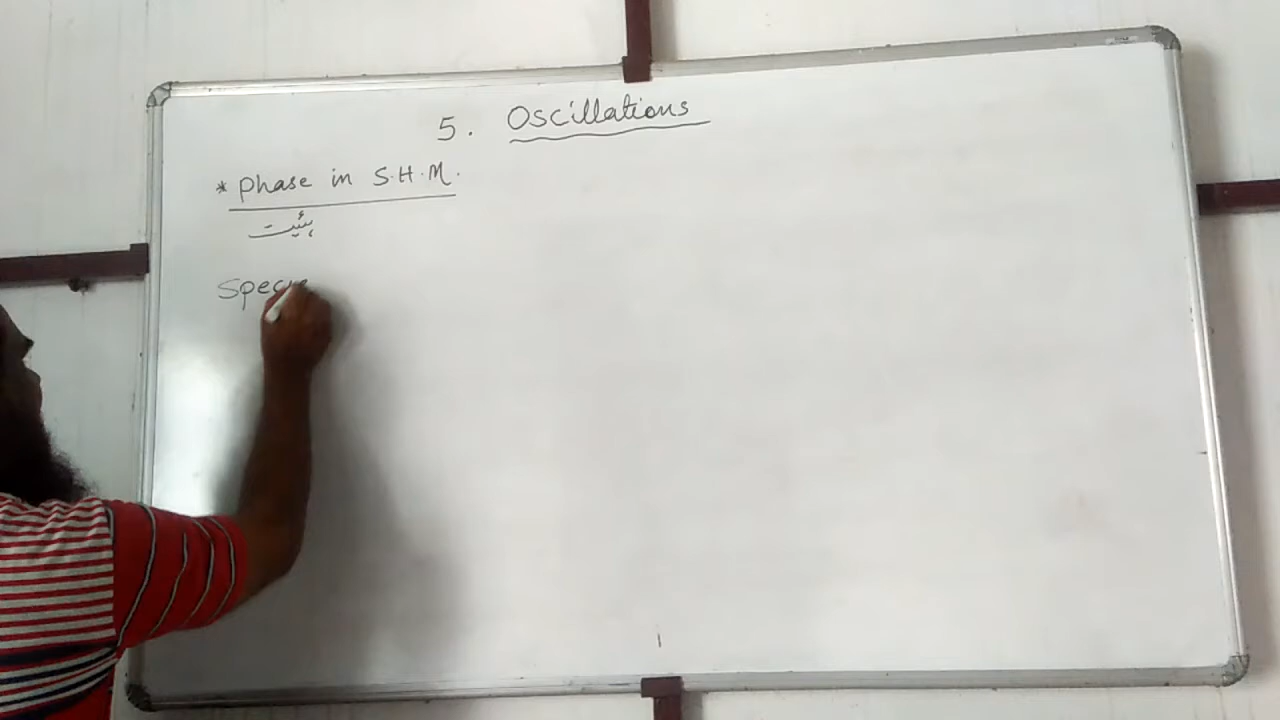 5. Oscillations
* Phase in S.H.M.
ہیئت